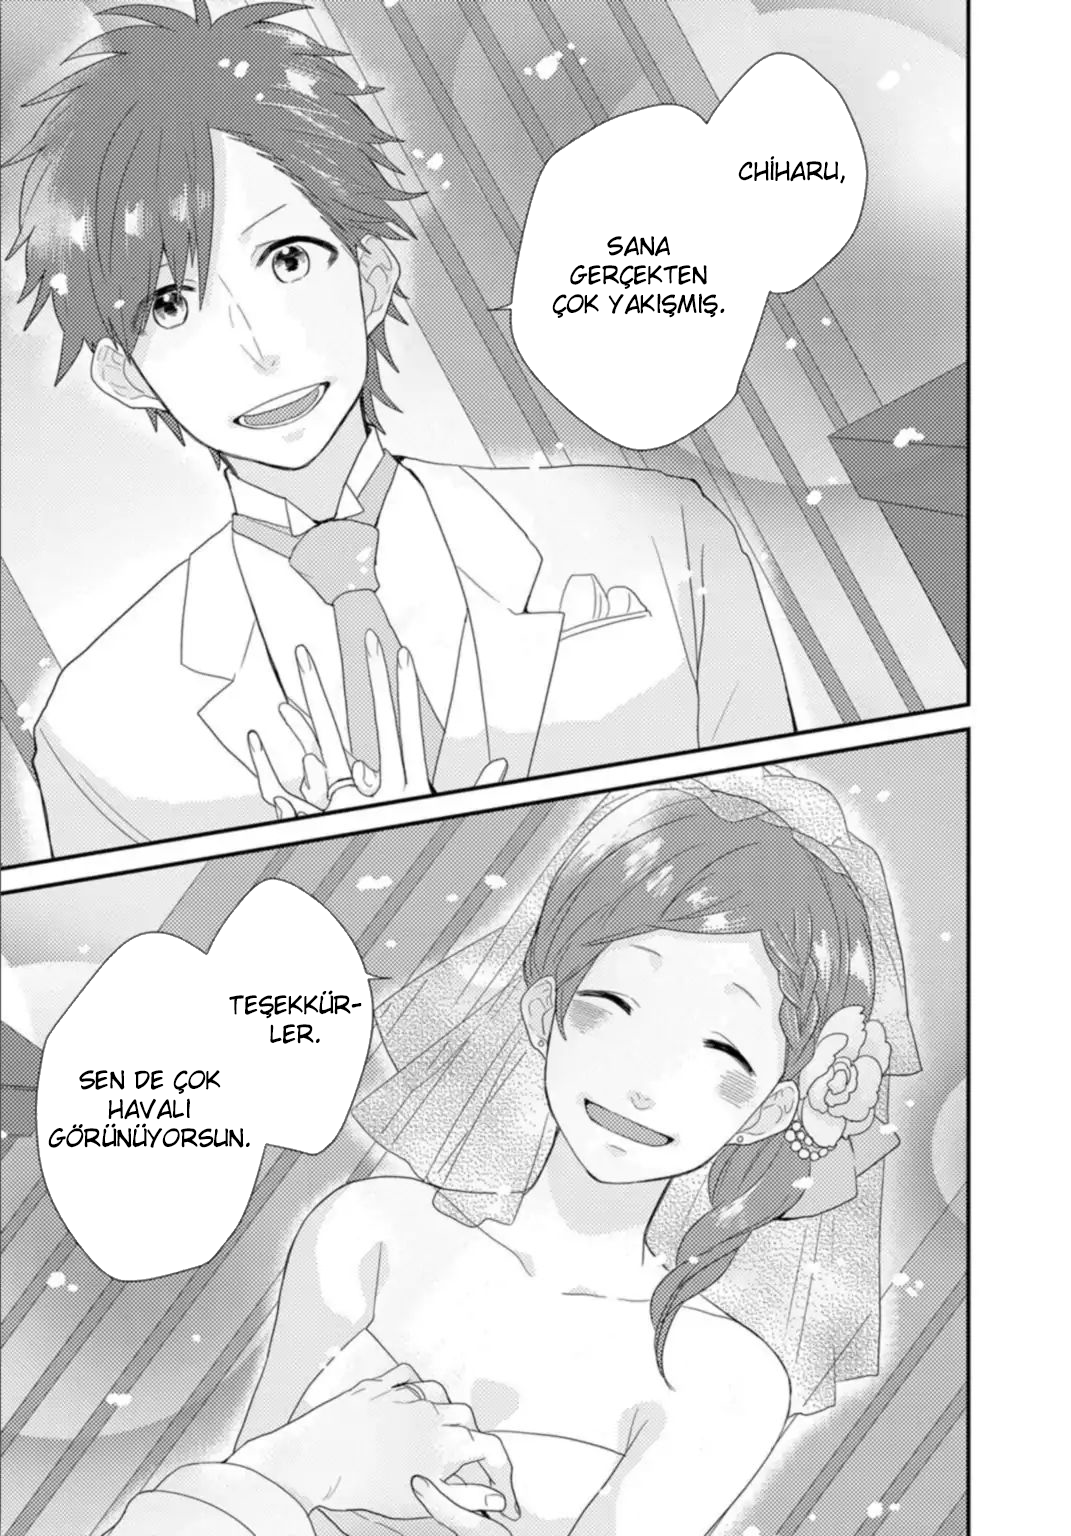 CHİHARU,
SANA
GERÇEKTEN
ÇOK YAKIŞMIŞ.
TEŞEKKÜR-
LER.
SEN DE ÇOK
HAVALI
GÖRÜNÜYORSUN.